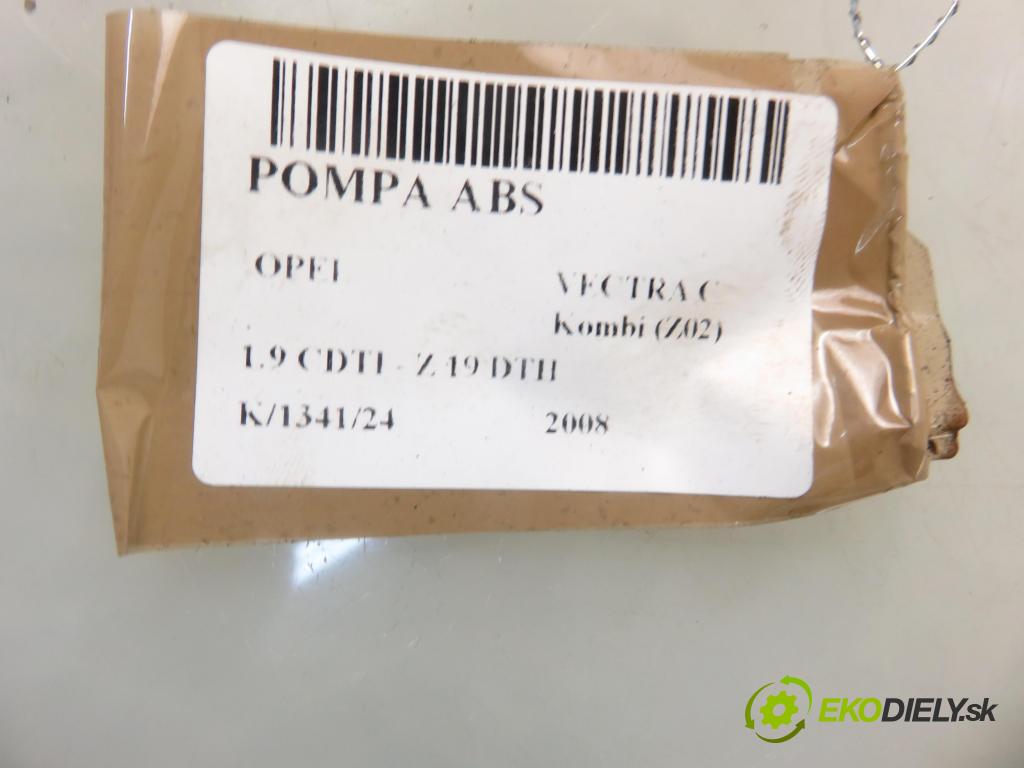 POMPA ABS
OPEL
VECTRA C
Kombi (Z02)
1.9 CDTI - Z 19 DTH
K/1341/24
2008
EKODIELY.sk